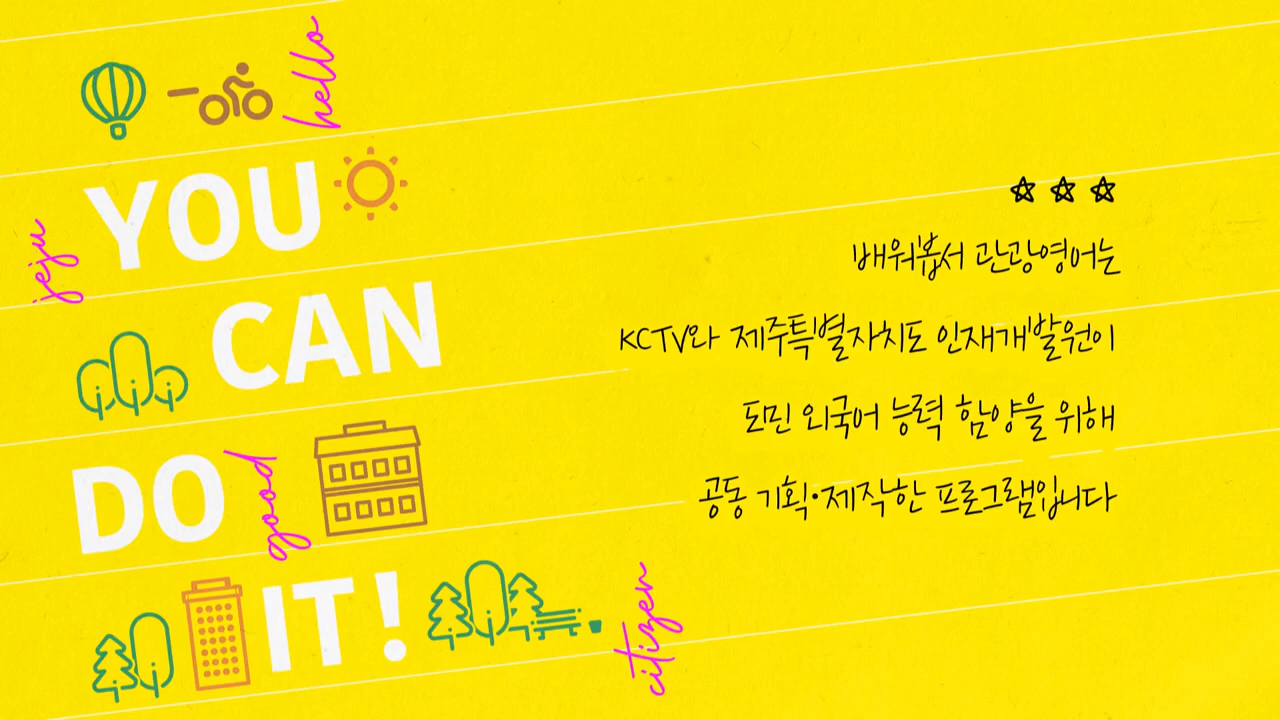 hello
YOU
jeju
CAN
DO
good
IT!
citizen
배워봅서 관광영어는
KCTV와 제주특별자치도 인재개발원이
도민 외국어 능력 함양을 위해
공동 기획•제작한 프로그램입니다